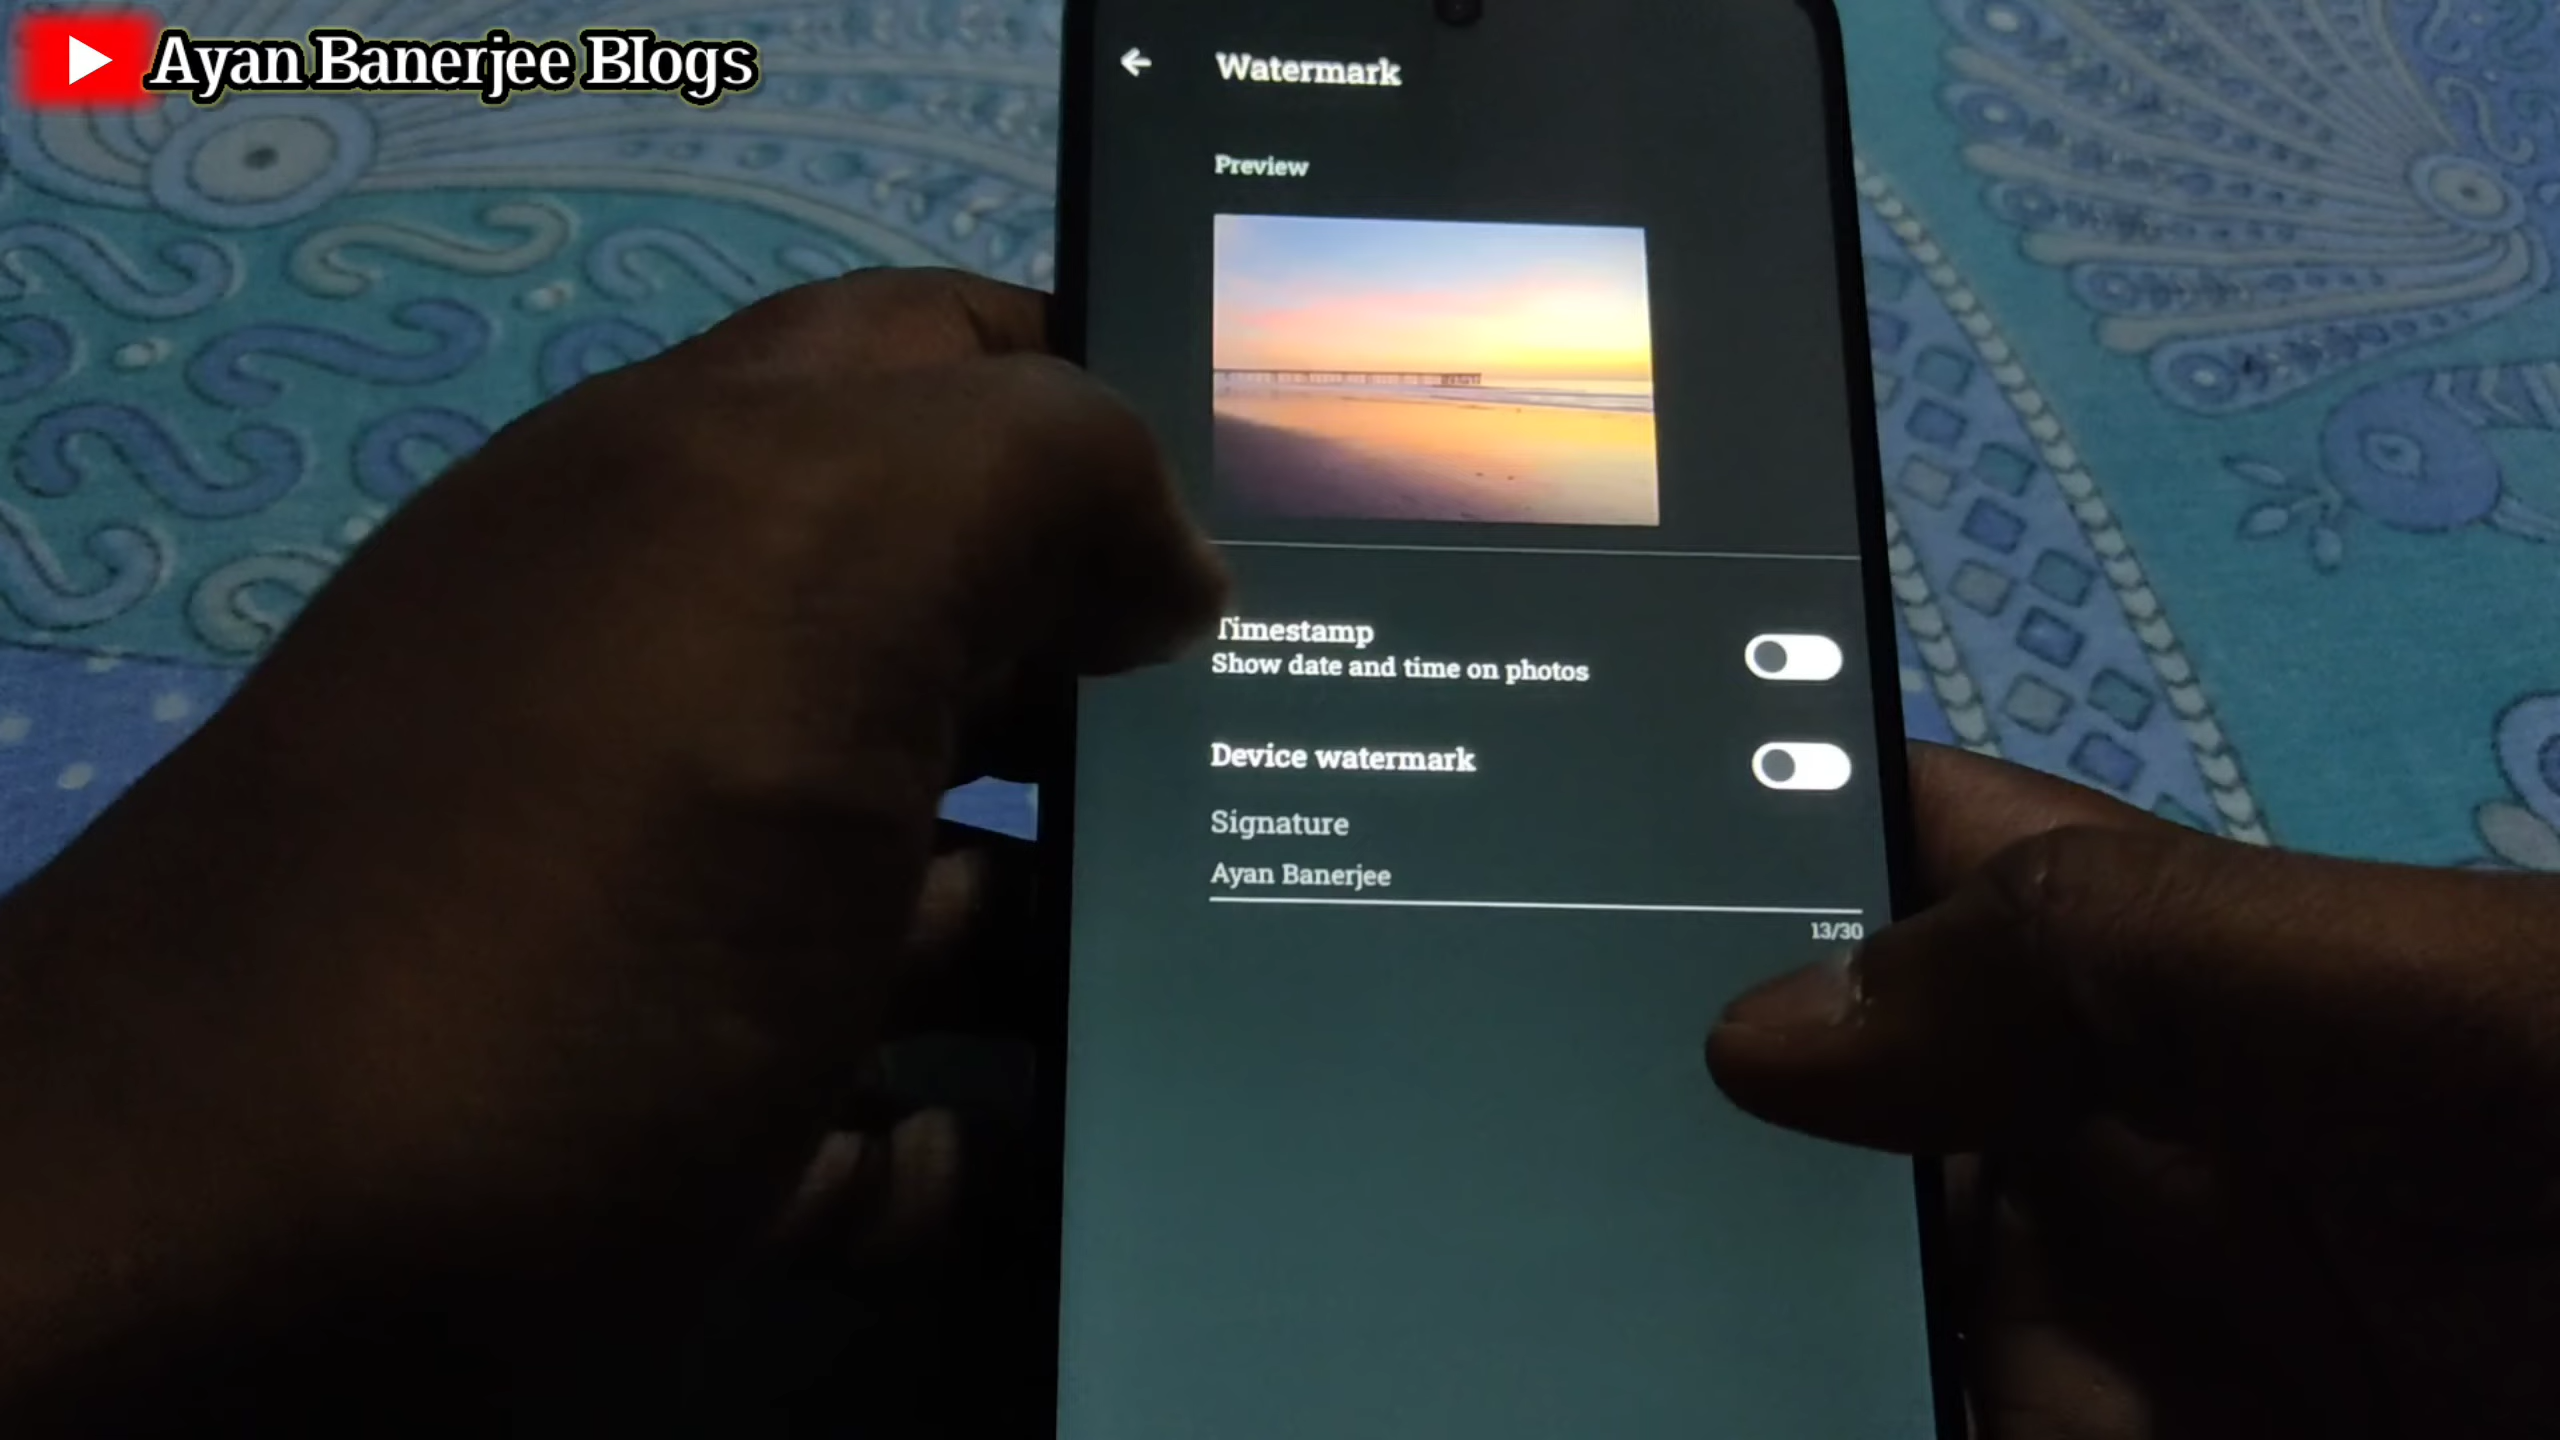 Ayan Banerjee Blogs
Watermark
Preview
Timestamp
Show date and time on photos
Device watermark
Signature
Ayan Banerjee
13/30